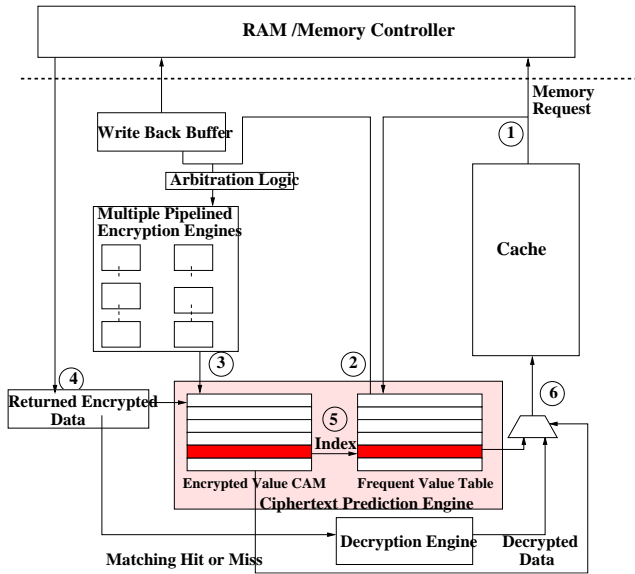 RAM /Memory Controller
Memory
Request
1
Write Back Buffer
Arbitration Logic
Multiple Pipelined
Encryption Engines
Cache
3
2
4
Returned Encrypted
Data
6
5
Index
Encrypted Value CAM
Frequent Value Table
Ciphertext Prediction Engine
Decryption Engine
Decrypted
Data
Matching Hit or Miss